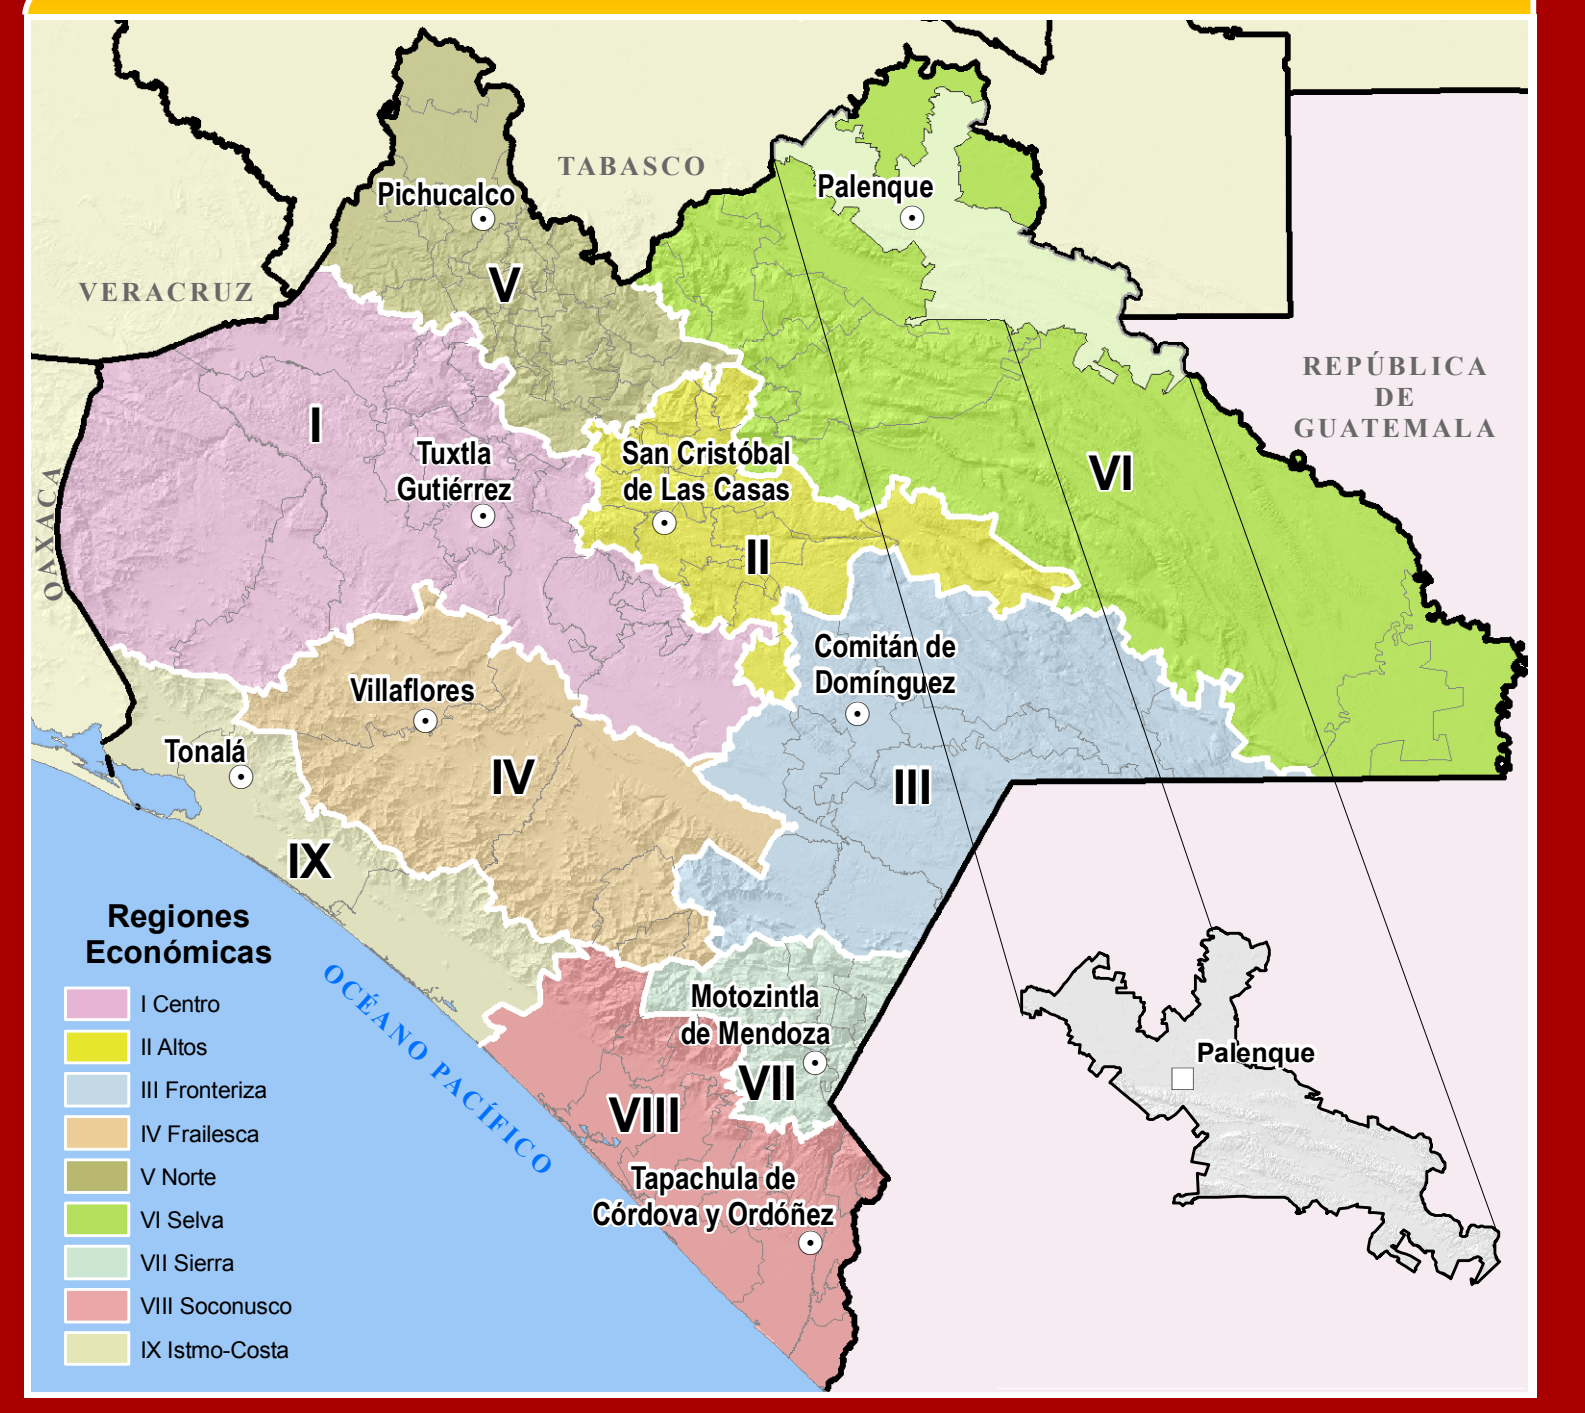 TABASCO
Palenque
Pichucalco
V
VERACRUZ
REPÚBLICA
DE
GUATEMALA
I
Tuxtla
Gutiérrez
San Cristóbal
de Las Casas
VI
OAXACA
II
Comitán de
Domínguez
Villaflores
Tonalá
IV
III
IX
Regiones
Económicas
I Centro
II Altos
III Fronteriza
IV Frailesca
V Norte
VI Selva
VII Sierra
VIII Soconusco
IX Istmo-Costa
OCÉANO PACÍFICO
Motozintla
de Mendoza
VII
VIII
Tapachula de
Córdova y Ordóñez
Palenque